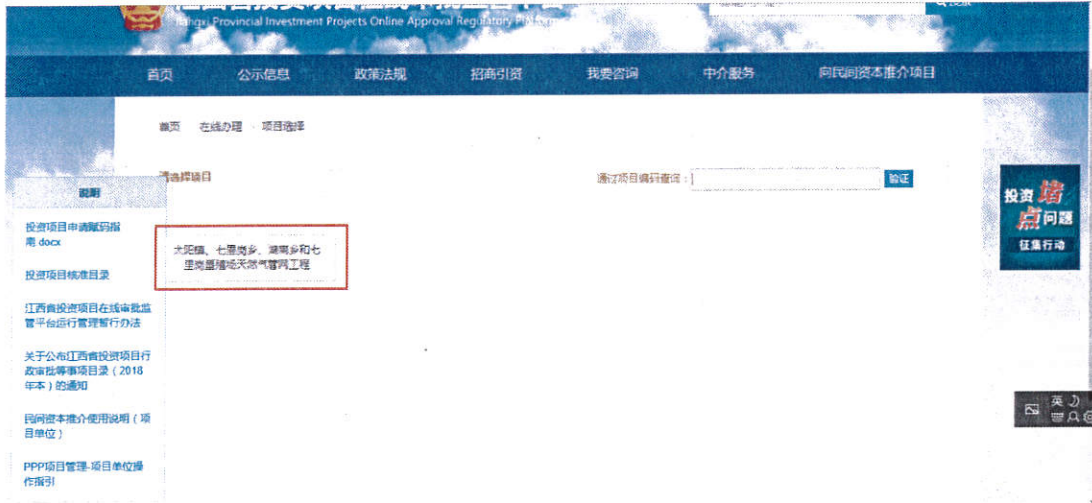 Jiangxi Provincial Investment Projects Online Approval Regulatory Platform
首页 公示信息 政策法规 招商引资 我要咨询 中介服务 向民间资本推介项目
首页 在线办理 项目选择
请选择项目
通过项目编码查询： 验证
说明
投资项目申请赋码指
南.docx
投资项目核准目录
江西省投资项目在线审批监
管平台运行管理暂行办法
关于公布江西省投资项目行
政审批等事项目录（2018
年本）的通知
民间资本推介使用说明（项
目单位）
PPP项目管理-项目单位操
作指引
太阳镇、七里岗乡、湖南乡和七
里岗垦殖场天然气管网工程
投资堵
点问题
征集行动
英